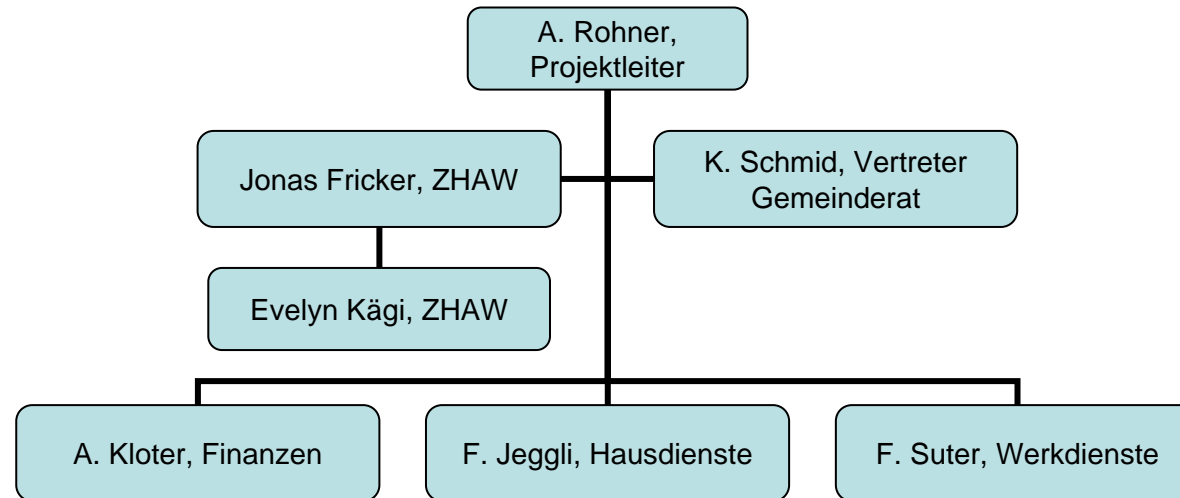 A. Rohner,
Projektleiter
Jonas Fricker, ZHAW
K. Schmid, Vertreter
Gemeinderat
Evelyn Kägi, ZHAW
A. Kloter, Finanzen
F. Jeggli, Hausdienste
F. Suter, Werkdienste